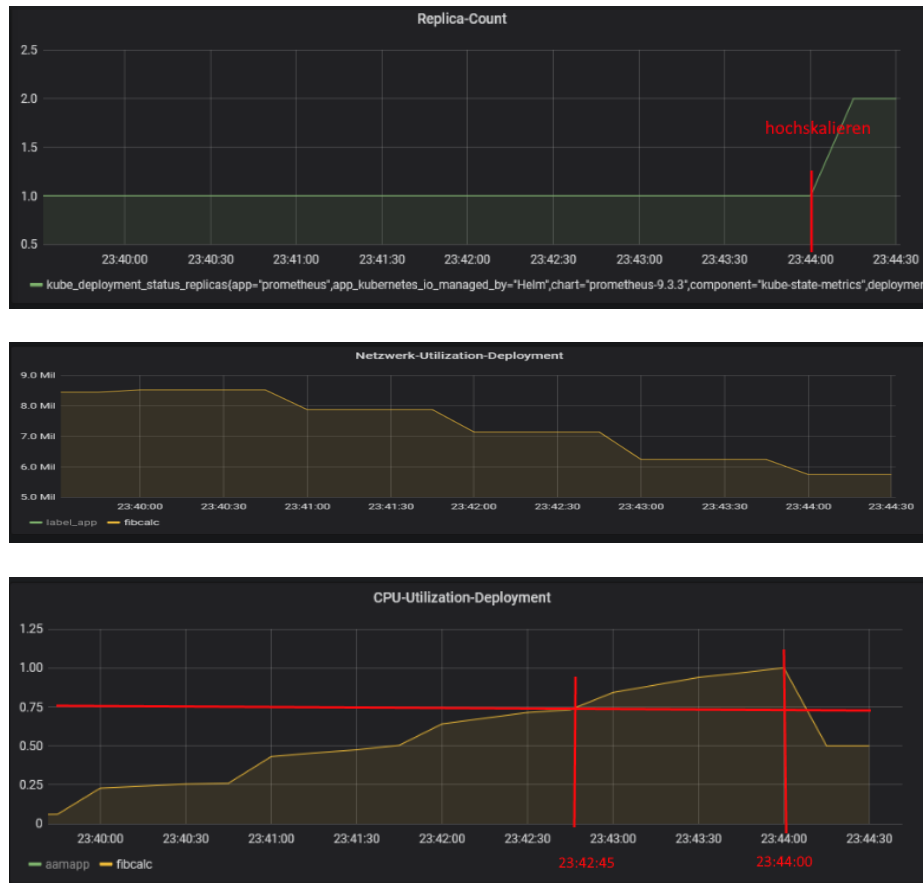 Replica-Count
2.5
2.0
1.5
hochskalieren
1.0
0.5
23:40:00 23:40:30 23:41:00 23:41:30 23:42:00 23:42:30 23:43:00 23:43:30 23:44:00 23:44:30
kube_deployment_status_replicas{app="prometheus",app_kubernetes_io_managed_by="Helm",chart="prometheus-9.3.3",component="kube-state-metrics",deploymen
Netzwerk-Utilization-Deployment
9.0 Mil
8.0 Mil
7.0 Mil
6.0 Mil
5.0 Mil
23:40:00 23:40:30 23:41:00 23:41:30 23:42:00 23:42:30 23:43:00 23:43:30 23:44:00 23:44:30
label_app fibcalc
CPU-Utilization-Deployment
1.25
1.00
0.75
0.50
0.25
0
23:40:00 23:40:30 23:41:00 23:41:30 23:42:00 23:42:30 23:43:00 23:43:30 23:44:00 23:44:30
aamapp fibcalc 23:42:45 23:44:00